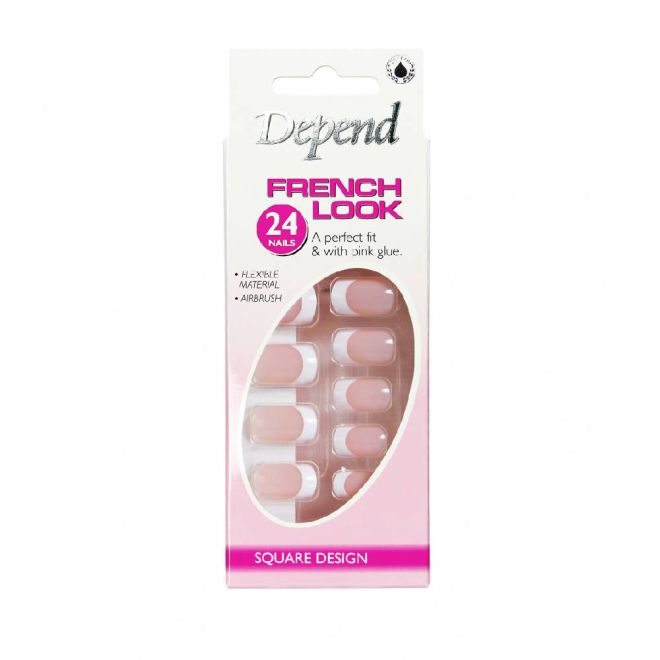 Depend
FRENCH
LOOK
24
NAILS
A perfect fit
& with pink glue.
• FLEXIBLE
MATERIAL
• AIRBRUSH
SQUARE DESIGN